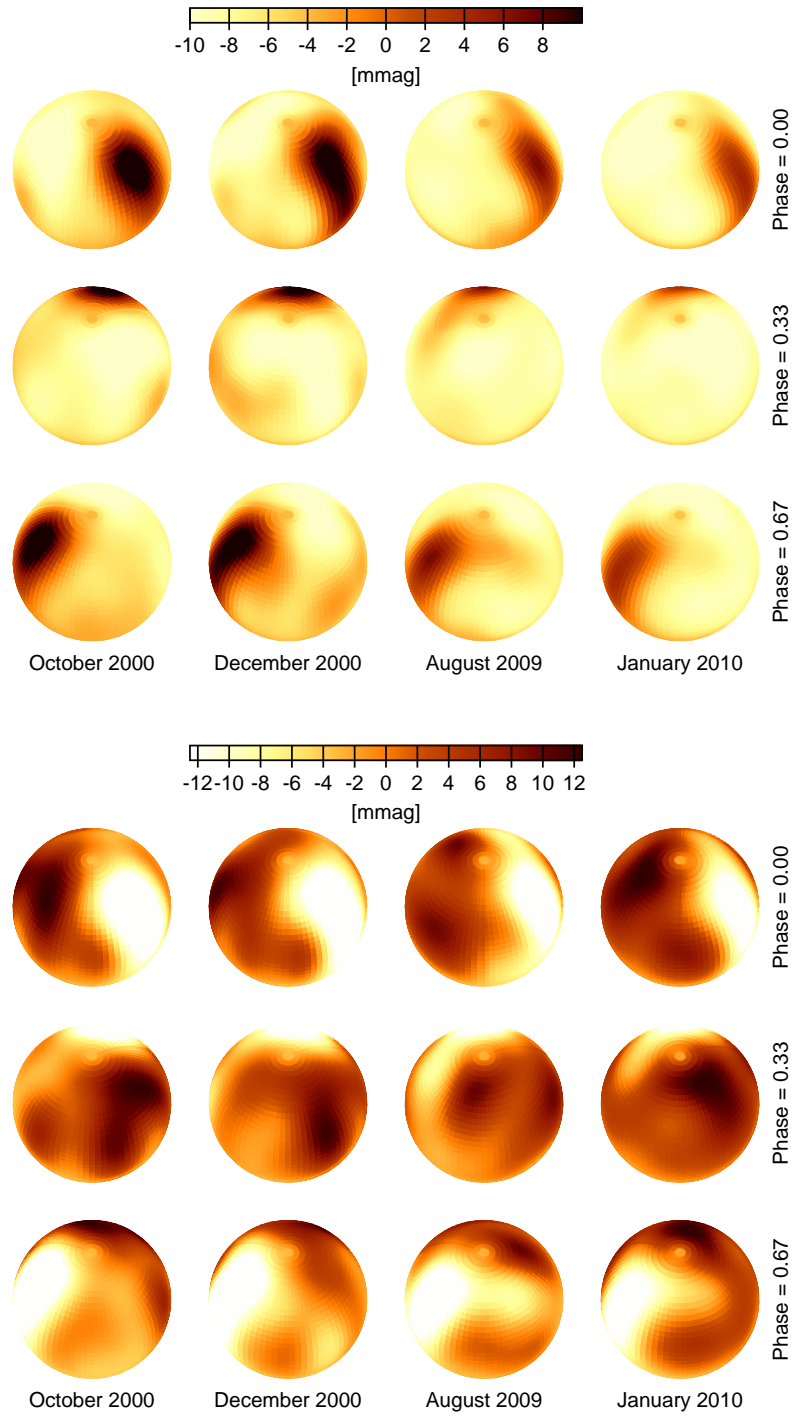 -10 -8 -6 -4 -2 0 2 4 6 8
[mmag]
Phase = 0.00
Phase = 0.33
Phase = 0.67
October 2000 December 2000 August 2009 January 2010
-12 -10 -8 -6 -4 -2 0 2 4 6 8 10 12
[mmag]
Phase = 0.00
Phase = 0.33
Phase = 0.67
October 2000 December 2000 August 2009 January 2010